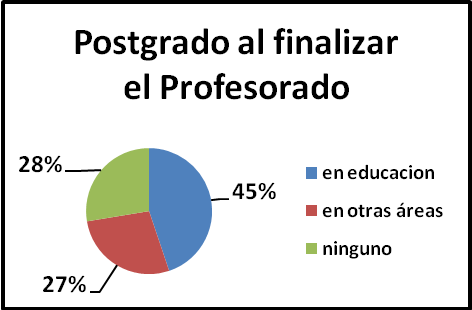 Postgrado al finalizar
el Profesorado
28%
45%
27%
en educacion
en otras áreas
ninguno